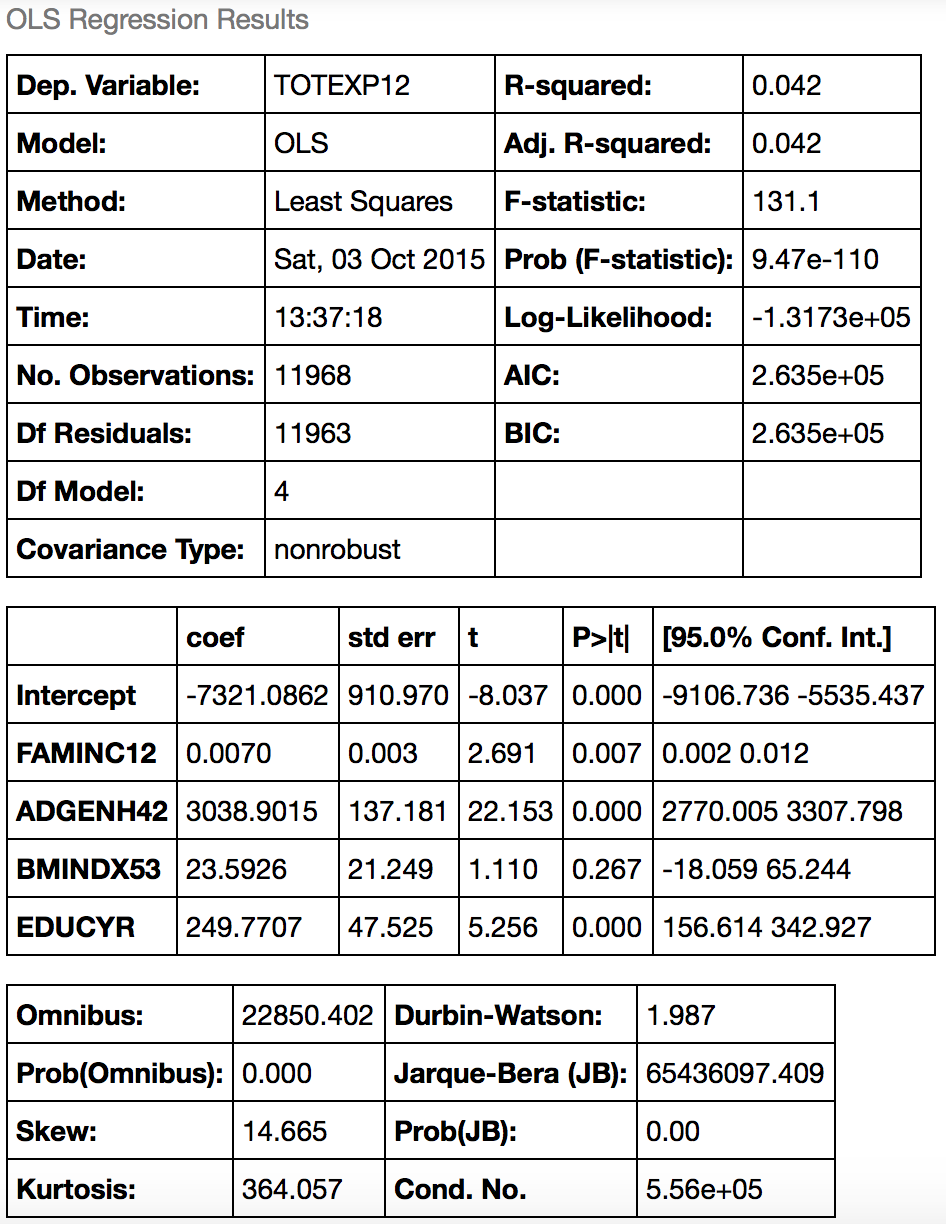 OLS Regression Results
Dep. Variable: TOTEXP12 R-squared: 0.042
Model: OLS Adj. R-squared: 0.042
Method: Least Squares F-statistic: 131.1
Date: Sat, 03 Oct 2015 Prob (F-statistic): 9.47e-110
Time: 13:37:18 Log-Likelihood: -1.3173e+05
No. Observations: 11968 AIC: 2.635e+05
Df Residuals: 11963 BIC: 2.635e+05
Df Model: 4
Covariance Type: nonrobust
coef std err t P>|t| [95.0% Conf. Int.]
Intercept -7321.0862 910.970 -8.037 0.000 -9106.736 -5535.437
FAMINC12 0.0070 0.003 2.691 0.007 0.002 0.012
ADGENH42 3038.9015 137.181 22.153 0.000 2770.005 3307.798
BMINDX53 23.5926 21.249 1.110 0.267 -18.059 65.244
EDUCYR 249.7707 47.525 5.256 0.000 156.614 342.927
Omnibus: 22850.402 Durbin-Watson: 1.987
Prob(Omnibus): 0.000 Jarque-Bera (JB): 65436097.409
Skew: 14.665 Prob(JB): 0.00
Kurtosis: 364.057 Cond. No. 5.56e+05